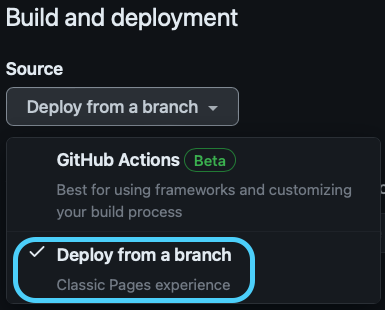 Build and deployment
Source
Deploy from a branch
GitHub Actions Beta
Best for using frameworks and customizing
your build process
Deploy from a branch
Classic Pages experience